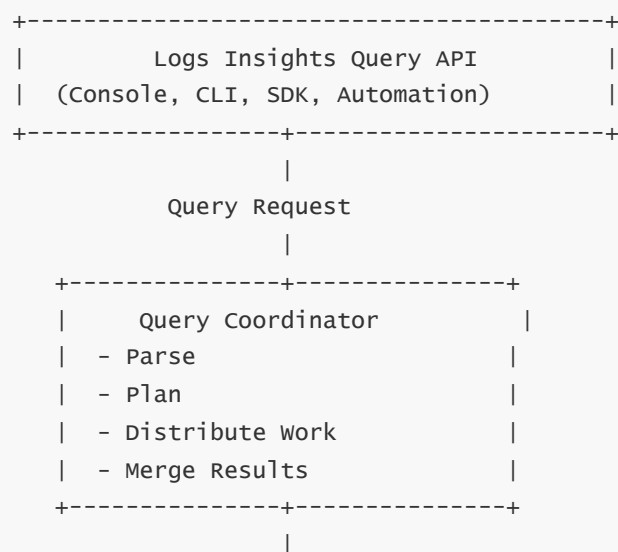 +-----------------------------------------+
|         Logs Insights Query API         |
|  (Console, CLI, SDK, Automation)        |
+------------------+----------------------+
                   |
           Query Request
                   |
   +---------------+---------------+
   |     Query Coordinator          |
   |  - Parse                      |
   |  - Plan                       |
   |  - Distribute Work            |
   |  - Merge Results              |
   +---------------+---------------+
                   |